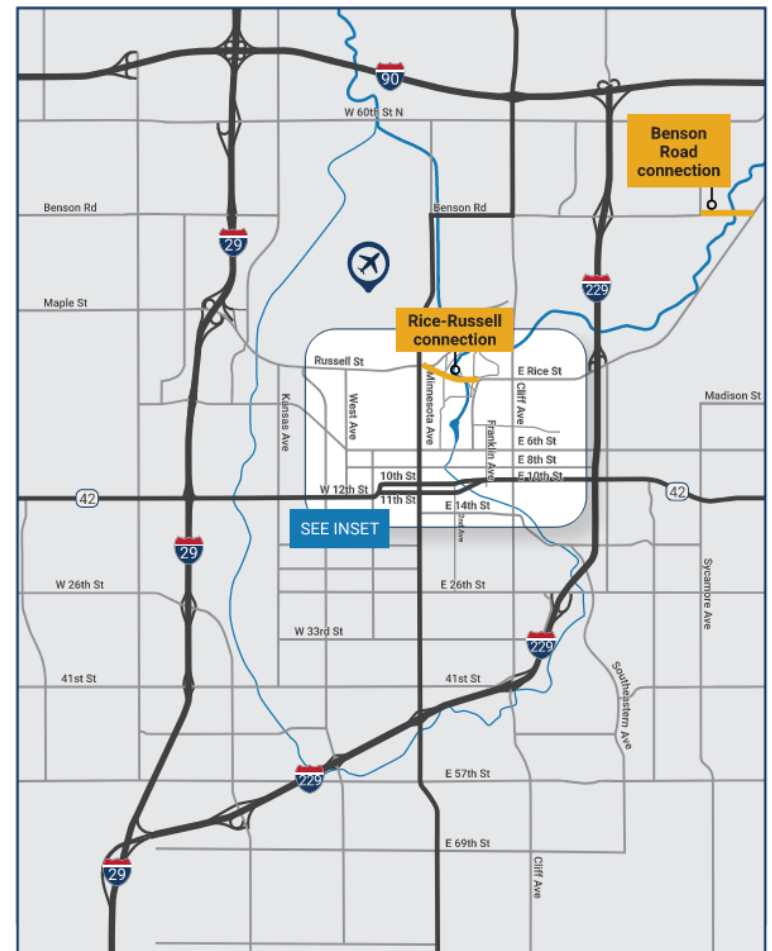 90
W 60th St N
Benson
Road
connection
Benson Rd
Benson Rd
29
229
Maple St
Rice-Russell
connection
Russell St
E Rice St
Kansas Ave
West Ave
Minnesota Ave
Cliff Ave
Madison St
Franklin Ave
E 6th St
E 8th St
10th St
E 10th St
W 12th St
42
42
11th St
E 14th St
SEE INSET
2nd Ave
29
W 26th St
E 26th St
Sycamore Ave
W 33rd St
229
41st St
41st St
Southeastern Ave
229
E 57th St
E 69th St
29
Cliff Ave